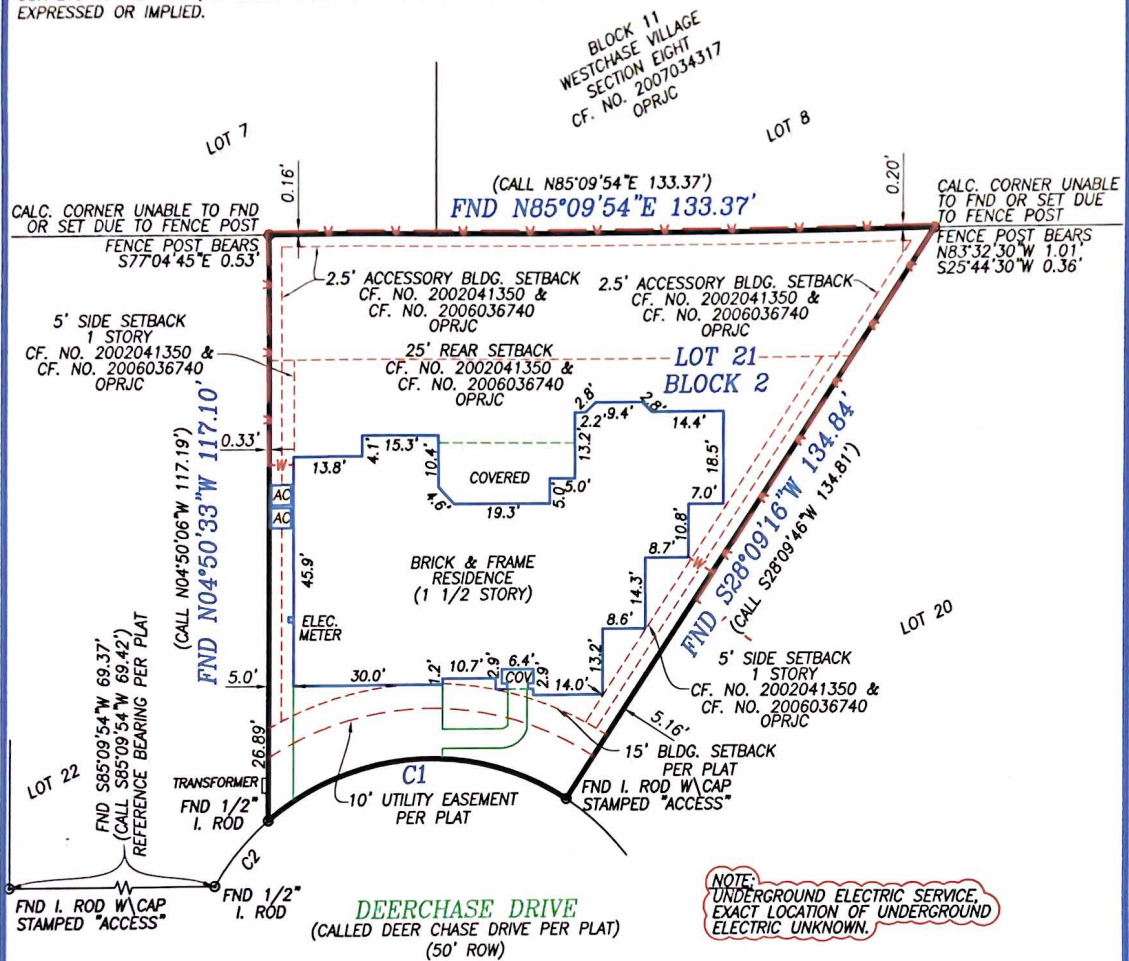 EXPRESSED OR IMPLIED.
BLOCK 11
WESTCHASE VILLAGE
SECTION EIGHT
CF. NO. 2007034317
OPRJC
LOT 7
LOT 8
0.16'
0.20'
(CALL N85°09'54"E 133.37')
FND N85°09'54"E 133.37'
CALC. CORNER UNABLE TO FND
OR SET DUE TO FENCE POST
FENCE POST BEARS
S77°04'45"E 0.53'
CALC. CORNER UNABLE
TO FND OR SET DUE
TO FENCE POST
FENCE POST BEARS
N83°32'30"W 1.01'
S25°44'30"W 0.36'
2.5' ACCESSORY BLDG. SETBACK
CF. NO. 2002041350 &
CF. NO. 2006036740
OPRJC
2.5' ACCESSORY BLDG. SETBACK
CF. NO. 2002041350 &
CF. NO. 2006036740
OPRJC
5' SIDE SETBACK
1 STORY
CF. NO. 2002041350 &
CF. NO. 2006036740
OPRJC
25' REAR SETBACK
CF. NO. 2002041350 &
CF. NO. 2006036740
OPRJC
LOT 21
BLOCK 2
(CALL N04°50'06"W 117.19')
FND N04°50'33"W 117.10'
0.33'
W
13.8'
4.1'
15.3'
10.4'
4.6'
19.3'
COVERED
5.0'
5.0'
13.2'
2.2'
2.8'
9.4'
2.8'
14.4'
18.5'
7.0'
10.8'
W
8.7'
14.3'
8.6'
13.2'
14.0'
AC
AC
45.9'
ELEC.
METER
BRICK & FRAME
RESIDENCE
(1 1/2 STORY)
FND S28°09'16"W 134.84'
(CALL S28°09'46"W 134.81')
LOT 20
5.0'
30.0'
1.2'
10.7'
2.9'
6.4'
COV
2.9'
5' SIDE SETBACK
1 STORY
CF. NO. 2002041350 &
CF. NO. 2006036740
OPRJC
5.16'
15' BLDG. SETBACK
PER PLAT
26.89'
TRANSFORMER
FND 1/2"
I. ROD
C1
10' UTILITY EASEMENT
PER PLAT
FND I. ROD W\CAP
STAMPED "ACCESS"
LOT 22
FND S85°09'54"W 69.37'
(CALL S85°09'54"W 69.42')
REFERENCE BEARING PER PLAT
C2
FND I. ROD W\CAP
STAMPED "ACCESS"
FND 1/2"
I. ROD
DEERCHASE DRIVE
(CALLED DEER CHASE DRIVE PER PLAT)
(50' ROW)
NOTE:
UNDERGROUND ELECTRIC SERVICE,
EXACT LOCATION OF UNDERGROUND
ELECTRIC UNKNOWN.